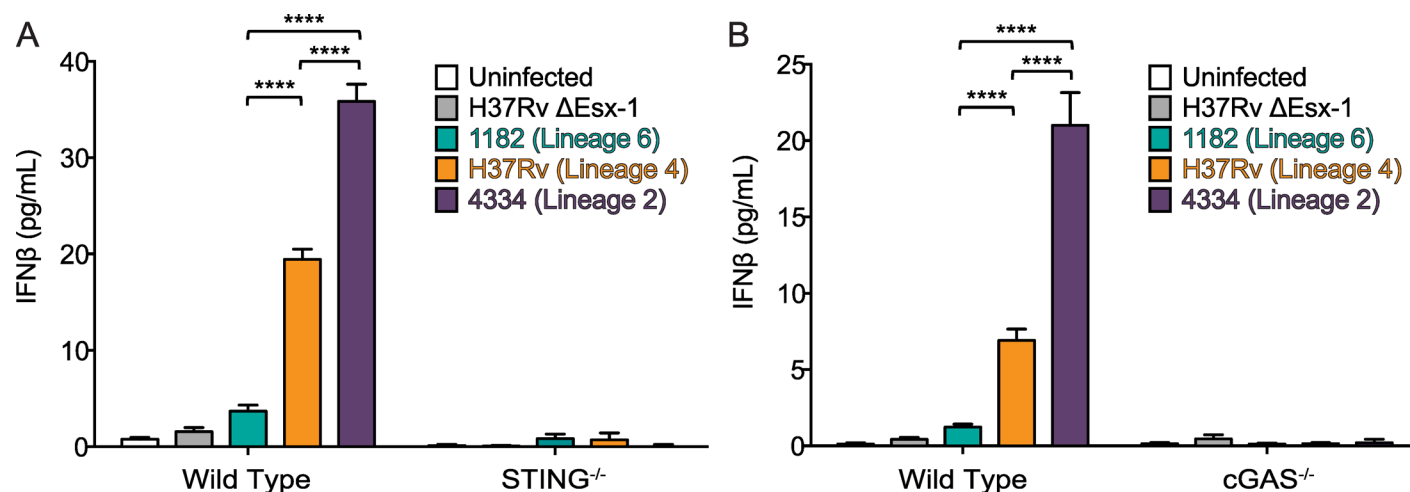 A
****
****
****
40
30
20
10
0
IFNβ (pg/mL)
Uninfected
H37Rv ΔEsx-1
1182 (Lineage 6)
H37Rv (Lineage 4)
4334 (Lineage 2)
Wild Type
STING-/-
B
****
****
****
25
20
15
10
5
0
IFNβ (pg/mL)
Uninfected
H37Rv ΔEsx-1
1182 (Lineage 6)
H37Rv (Lineage 4)
4334 (Lineage 2)
Wild Type
cGAS-/-